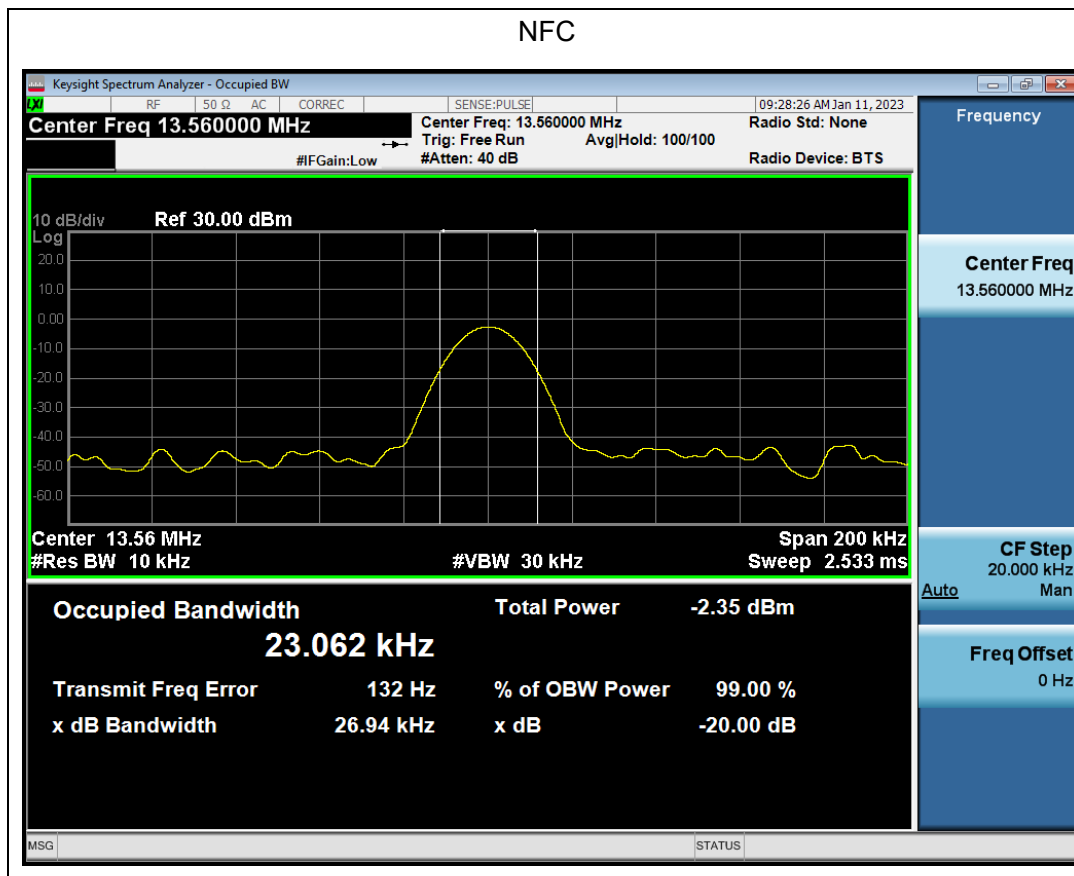 NFC
Keysight Spectrum Analyzer - Occupied BW
LXI RF 50 Ω AC CORREC SENSE:PULSE 09:28:26 AM Jan 11, 2023
Center Freq 13.560000 MHz Center Freq: 13.560000 MHz Radio Std: None
Trig: Free Run Avg|Hold: 100/100
#IFGain:Low #Atten: 40 dB Radio Device: BTS
10 dB/div Ref 30.00 dBm
Log
20.0
10.0
0.00
-10.0
-20.0
-30.0
-40.0
-50.0
-60.0
Center 13.56 MHz Span 200 kHz
#Res BW 10 kHz #VBW 30 kHz Sweep 2.533 ms
Occupied Bandwidth Total Power -2.35 dBm
23.062 kHz
Transmit Freq Error 132 Hz % of OBW Power 99.00 %
x dB Bandwidth 26.94 kHz x dB -20.00 dB
Frequency
Center Freq
13.560000 MHz
CF Step
20.000 kHz
Auto Man
Freq Offset
0 Hz
MSG STATUS